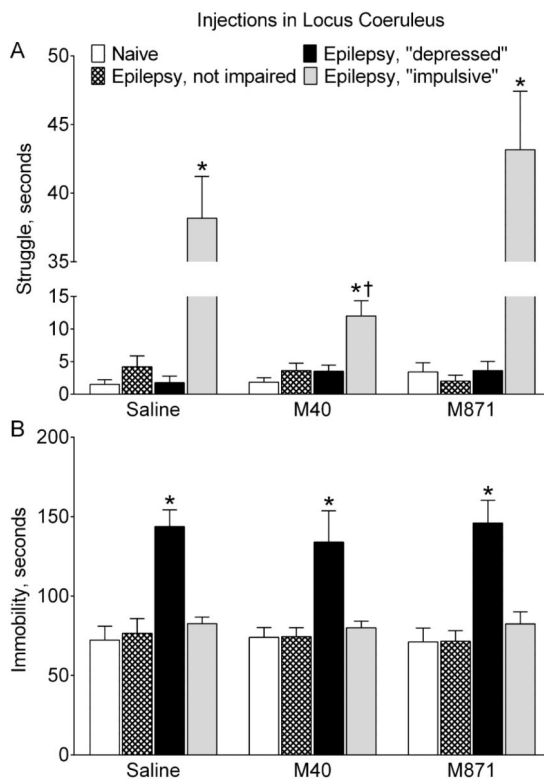 Injections in Locus Coeruleus
A
Naive
Epilepsy, "depressed"
Epilepsy, not impaired
Epilepsy, "impulsive"
Struggle, seconds
50
45
40
35
15
10
5
0
*
*†
*
Saline
M40
M871
B
Immobility, seconds
200
150
100
50
0
*
*
*
Saline
M40
M871